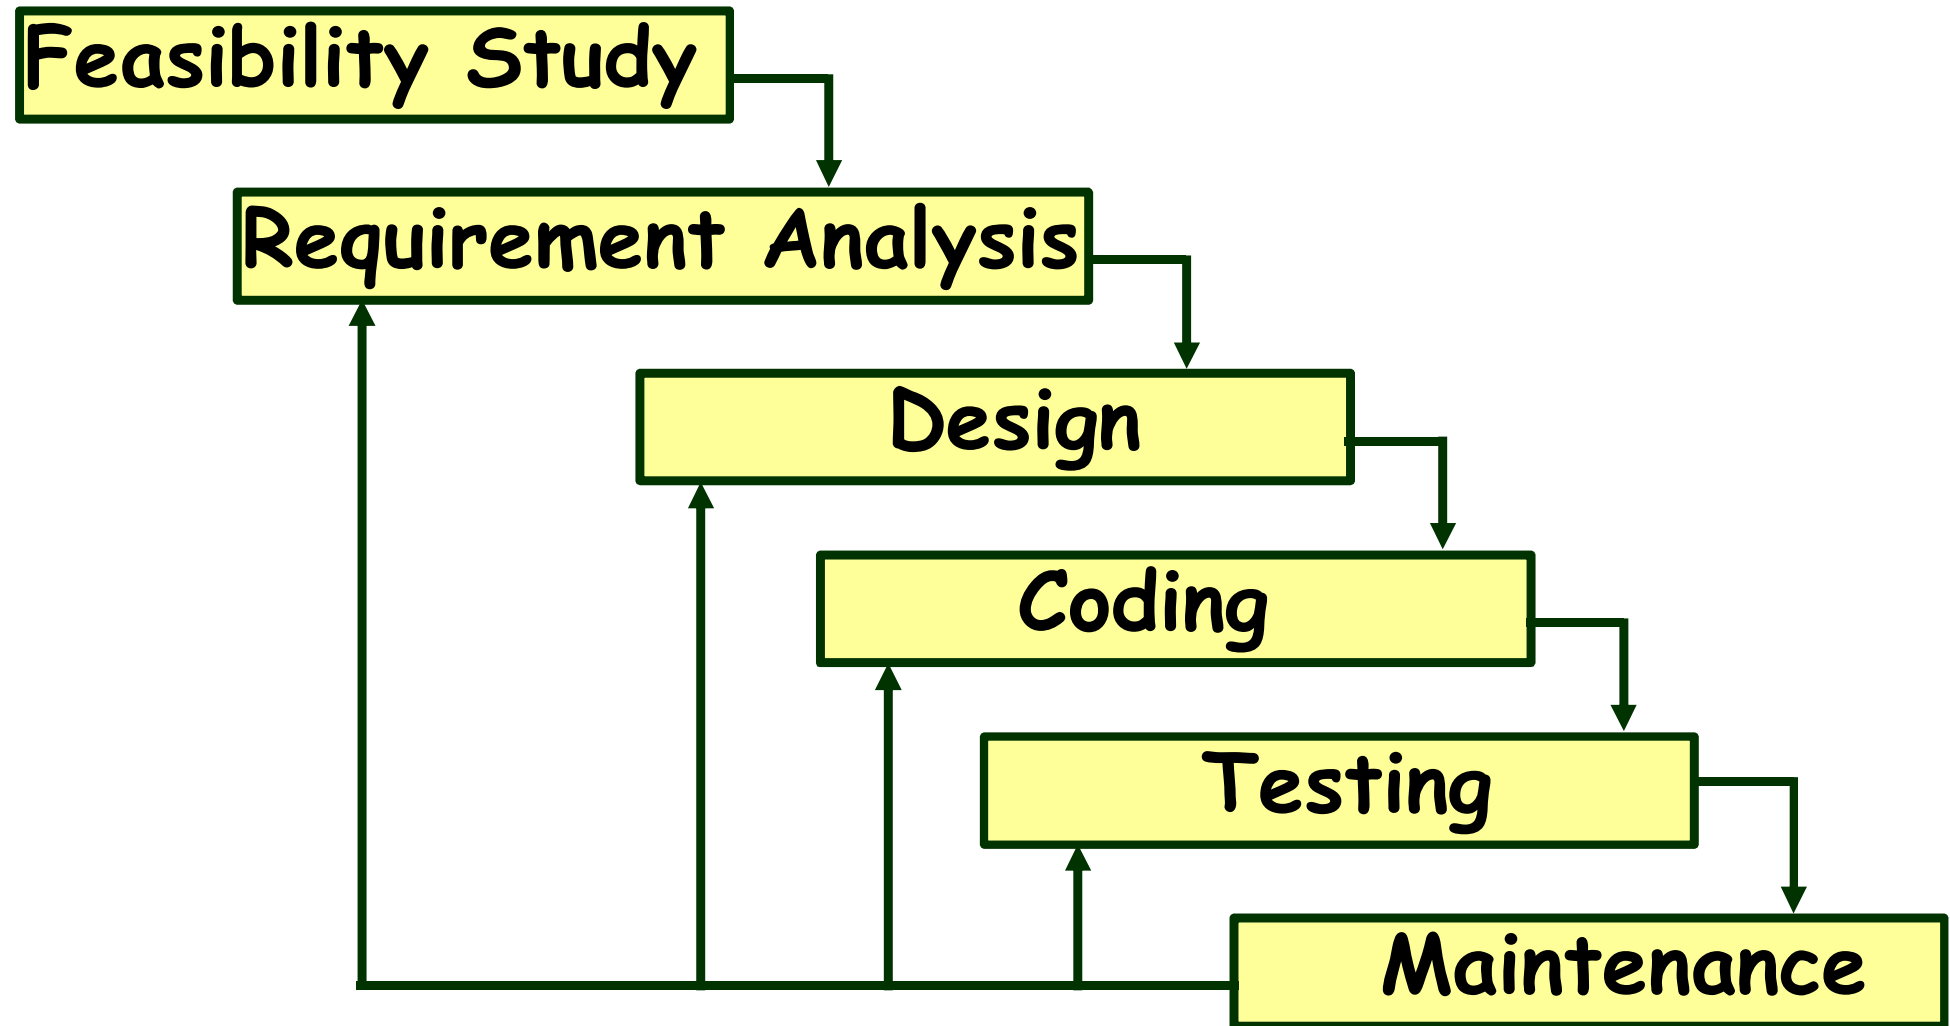 Feasibility Study
Requirement Analysis
Design
Coding
Testing
Maintenance